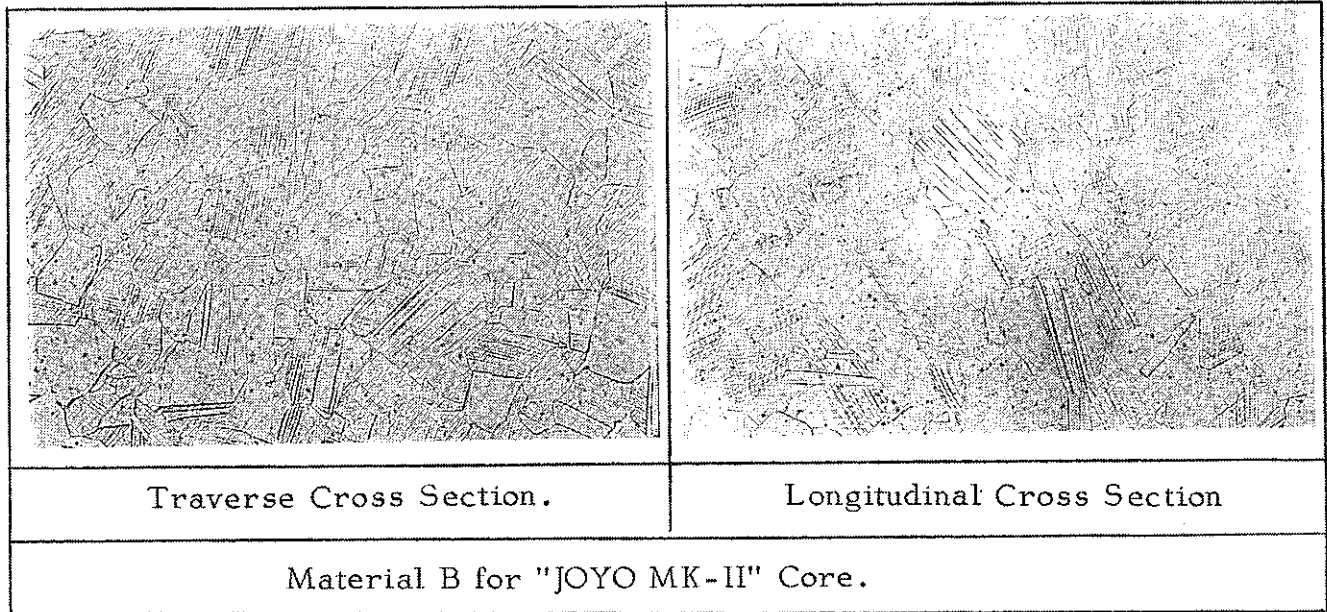 Traverse Cross Section.
Longitudinal Cross Section
Material B for "JOYO MK-II" Core.